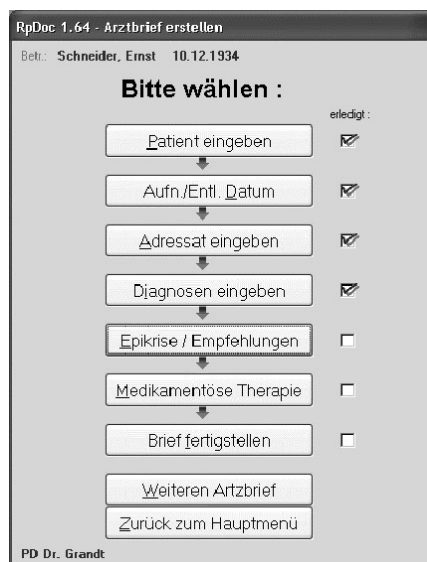 RpDoc 1.64 - Arztbrief erstellen
Betr.: Schneider, Ernst 10.12.1934
Bitte wählen :
erledigt :
Patient eingeben
Aufn./Entl. Datum
Adressat eingeben
Diagnosen eingeben
Epikrise / Empfehlungen
Medikamentöse Therapie
Brief fertigstellen
Weiteren Artzbrief
Zurück zum Hauptmenü
PD Dr. Grandt